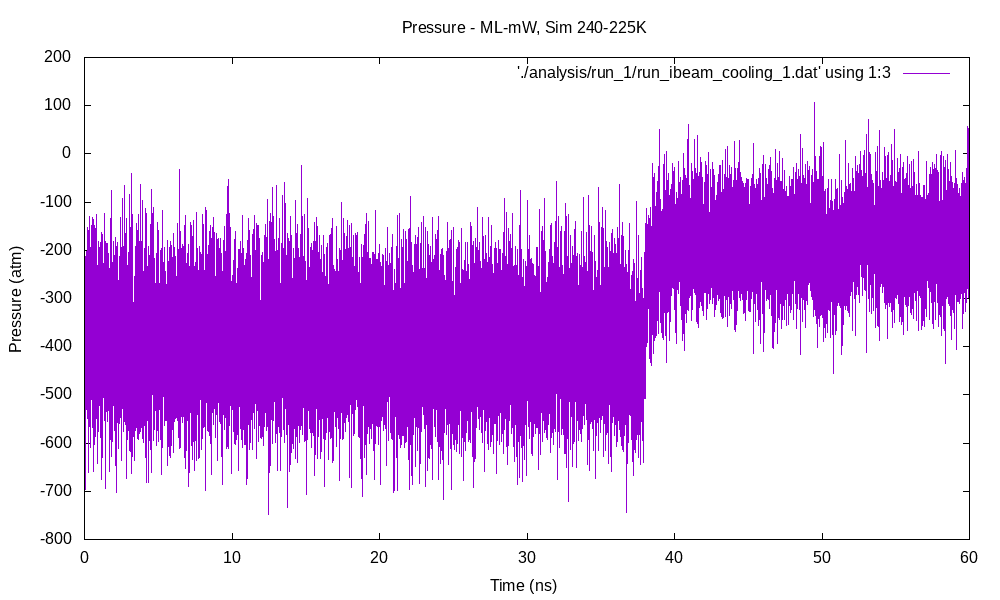 Pressure - ML-mW, Sim 240-225K
'./analysis/run_1/run_ibeam_cooling_1.dat' using 1:3
Pressure (atm)
200
100
0
-100
-200
-300
-400
-500
-600
-700
-800
0 10 20 30 40 50 60
Time (ns)